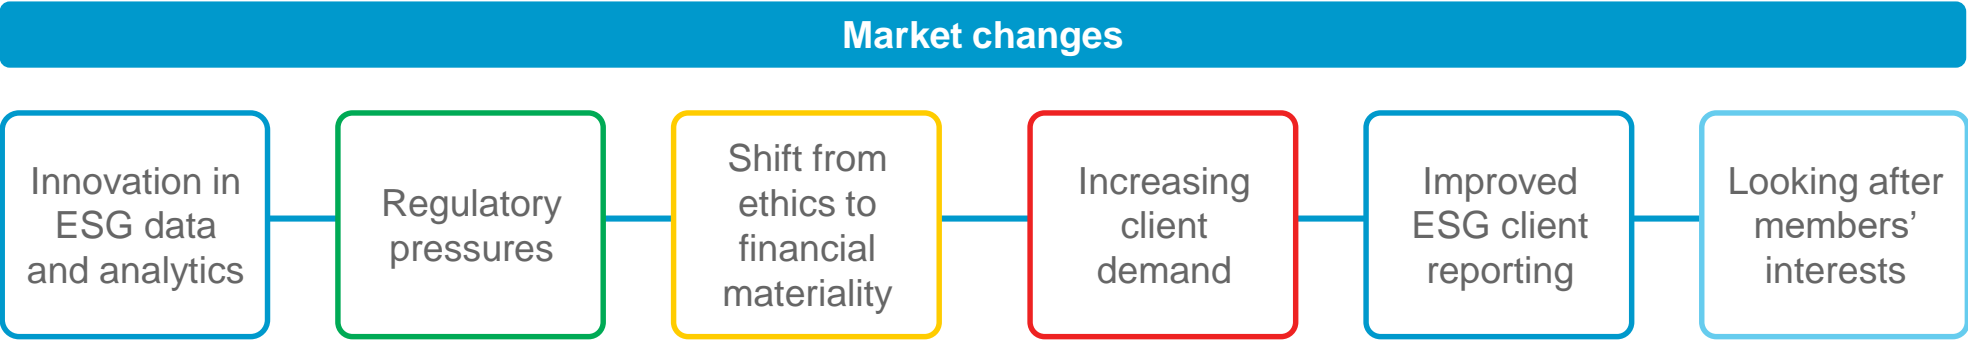 Market changes
Innovation in
ESG data
and analytics
Regulatory
pressures
Shift from
ethics to
financial
materiality
Increasing
client
demand
Improved
ESG client
reporting
Looking after
members’
interests